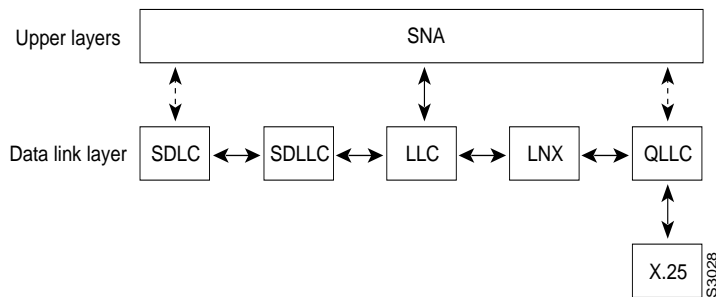 Upper layers
SNA
Data link layer
SDLC
SDLLC
LLC
LNX
QLLC
X.25
S3028